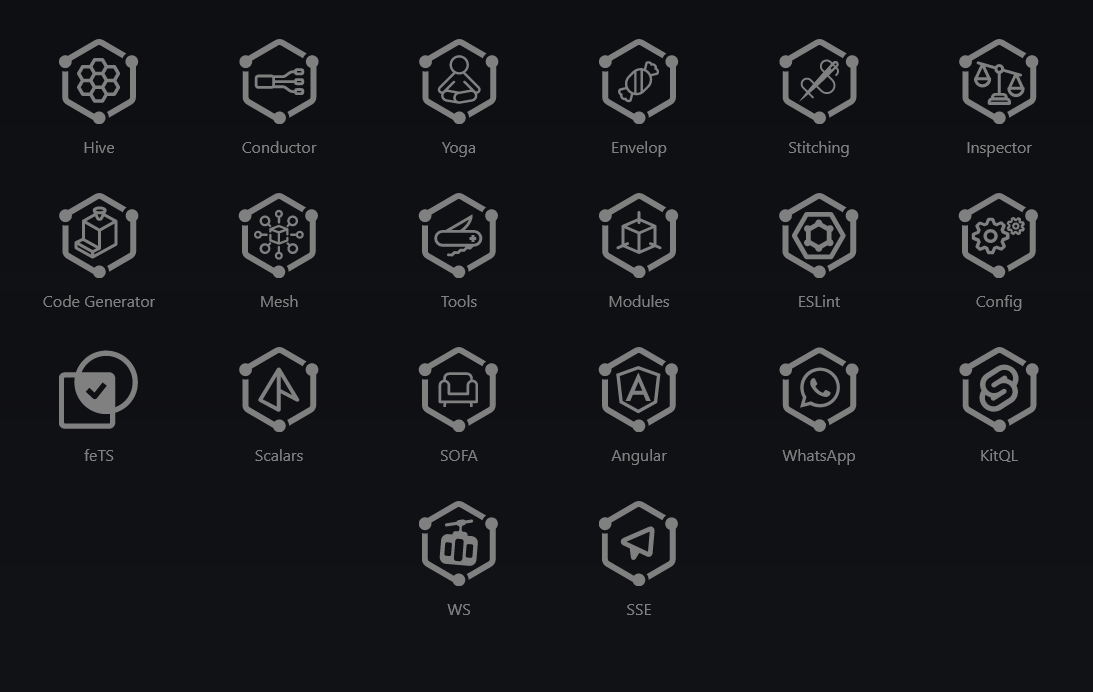 Hive
Conductor
Yoga
Envelop
Stitching
Inspector
Code Generator
Mesh
Tools
Modules
ESLint
Config
feTS
Scalars
SOFA
Angular
WhatsApp
KitQL
WS
SSE